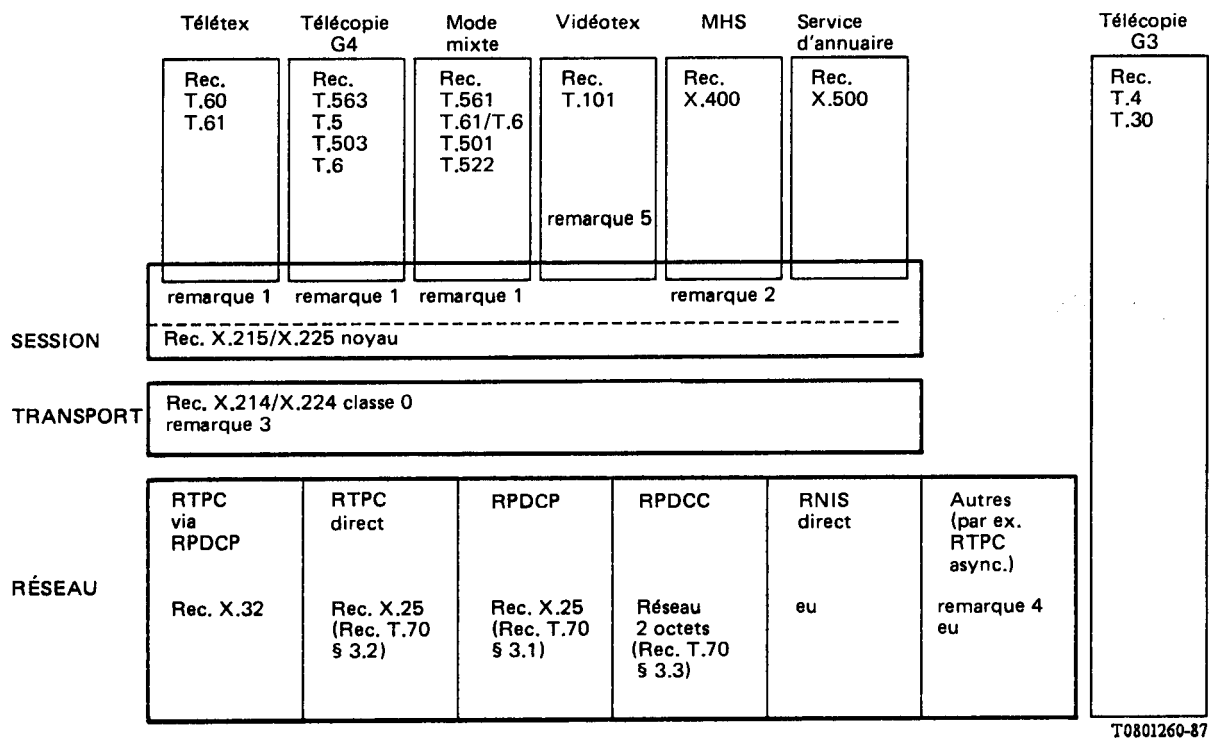 Télétex
Télécopie
G4
Mode
mixte
Vidéotex
MHS
Service
d'annuaire
Télécopie
G3
Rec.
T.60
T.61
Rec.
T.563
T.5
T.503
T.6
Rec.
T.561
T.61/T.6
T.501
T.522
Rec.
T.101
remarque 5
Rec.
X.400
Rec.
X.500
Rec.
T.4
T.30
remarque 1
remarque 1
remarque 1
remarque 2
SESSION
Rec. X.215/X.225 noyau
TRANSPORT
Rec. X.214/X.224 classe 0
remarque 3
RÉSEAU
RTPC
via
RPDCP
Rec. X.32
RTPC
direct
Rec. X.25
(Rec. T.70
§ 3.2)
RPDCP
Rec. X.25
(Rec. T.70
§ 3.1)
RPDCC
Réseau
2 octets
(Rec. T.70
§ 3.3)
RNIS
direct
eu
Autres
(par ex.
RTPC
async.)
remarque 4
eu
T0801260-87